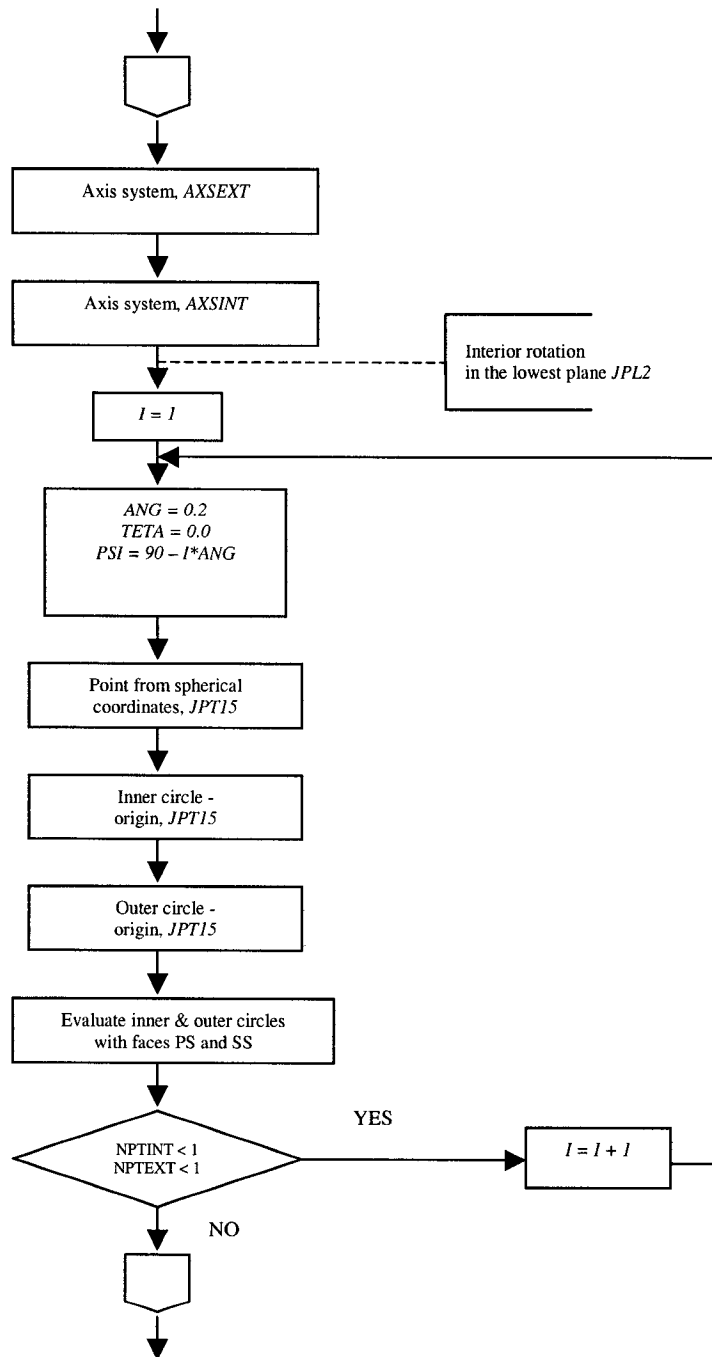 Axis system, AXSEXT
Axis system, AXSINT
Interior rotation
in the lowest plane JPL2
I = 1
ANG = 0.2
TETA = 0.0
PSI = 90 – I*ANG
Point from spherical
coordinates, JPT15
Inner circle -
origin, JPT15
Outer circle -
origin, JPT15
Evaluate inner & outer circles
with faces PS and SS
YES
NPTINT < 1
NPTEXT < 1
I = I + 1
NO